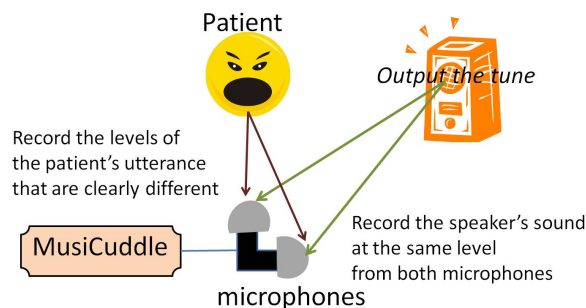 Patient
Output the tune
Record the levels of
the patient's utterance
that are clearly different
Record the speaker's sound
at the same level
from both microphones
MusiCuddle
microphones